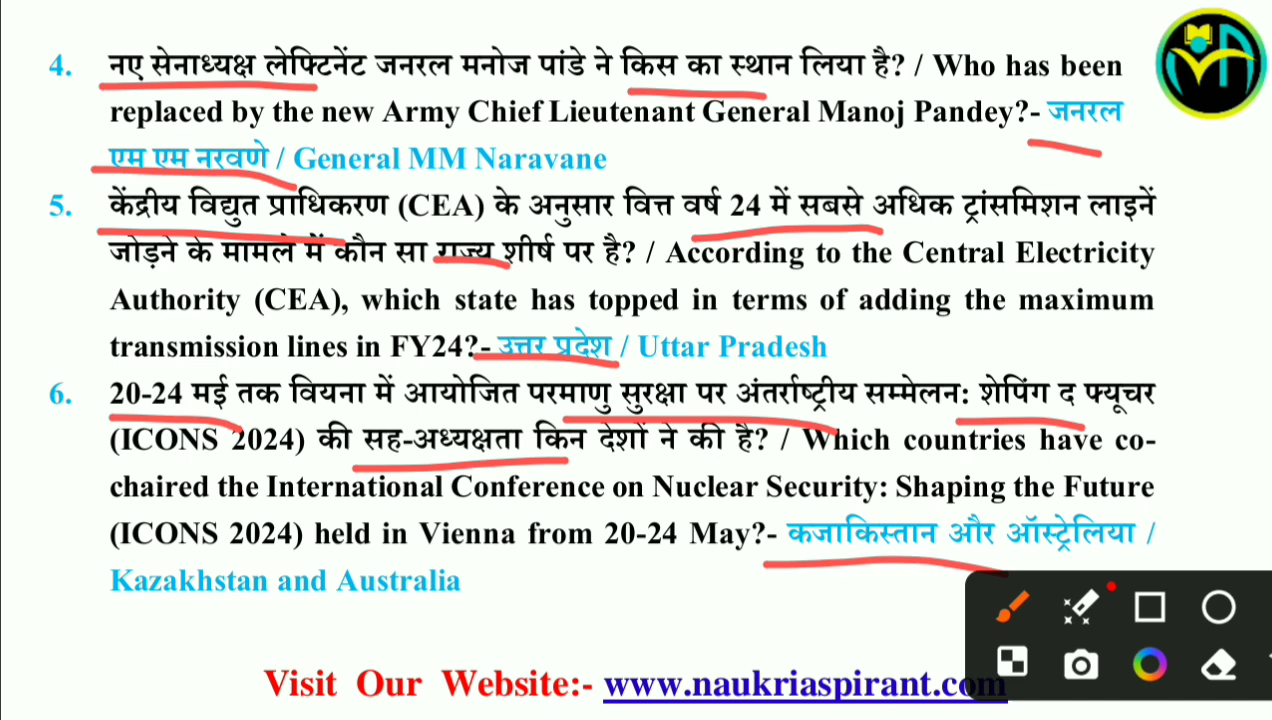 4. नए सेनाध्यक्ष लेफ्टिनेंट जनरल मनोज पांडे ने किस का स्थान लिया है? / Who has been
replaced by the new Army Chief Lieutenant General Manoj Pandey?- जनरल
एम एम नरवणे / General MM Naravane
5. केंद्रीय विद्युत प्राधिकरण (CEA) के अनुसार वित्त वर्ष 24 में सबसे अधिक ट्रांसमिशन लाइनें
जोड़ने के मामले में कौन सा राज्य शीर्ष पर है? / According to the Central Electricity
Authority (CEA), which state has topped in terms of adding the maximum
transmission lines in FY24?- उत्तर प्रदेश / Uttar Pradesh
6. 20-24 मई तक वियना में आयोजित परमाणु सुरक्षा पर अंतर्राष्ट्रीय सम्मेलन: शेपिंग द फ्यूचर
(ICONS 2024) की सह-अध्यक्षता किन देशों ने की है? / Which countries have co-
chaired the International Conference on Nuclear Security: Shaping the Future
(ICONS 2024) held in Vienna from 20-24 May?- कजाकिस्तान और ऑस्ट्रेलिया /
Kazakhstan and Australia
Visit Our Website:- www.naukriaspirant.com